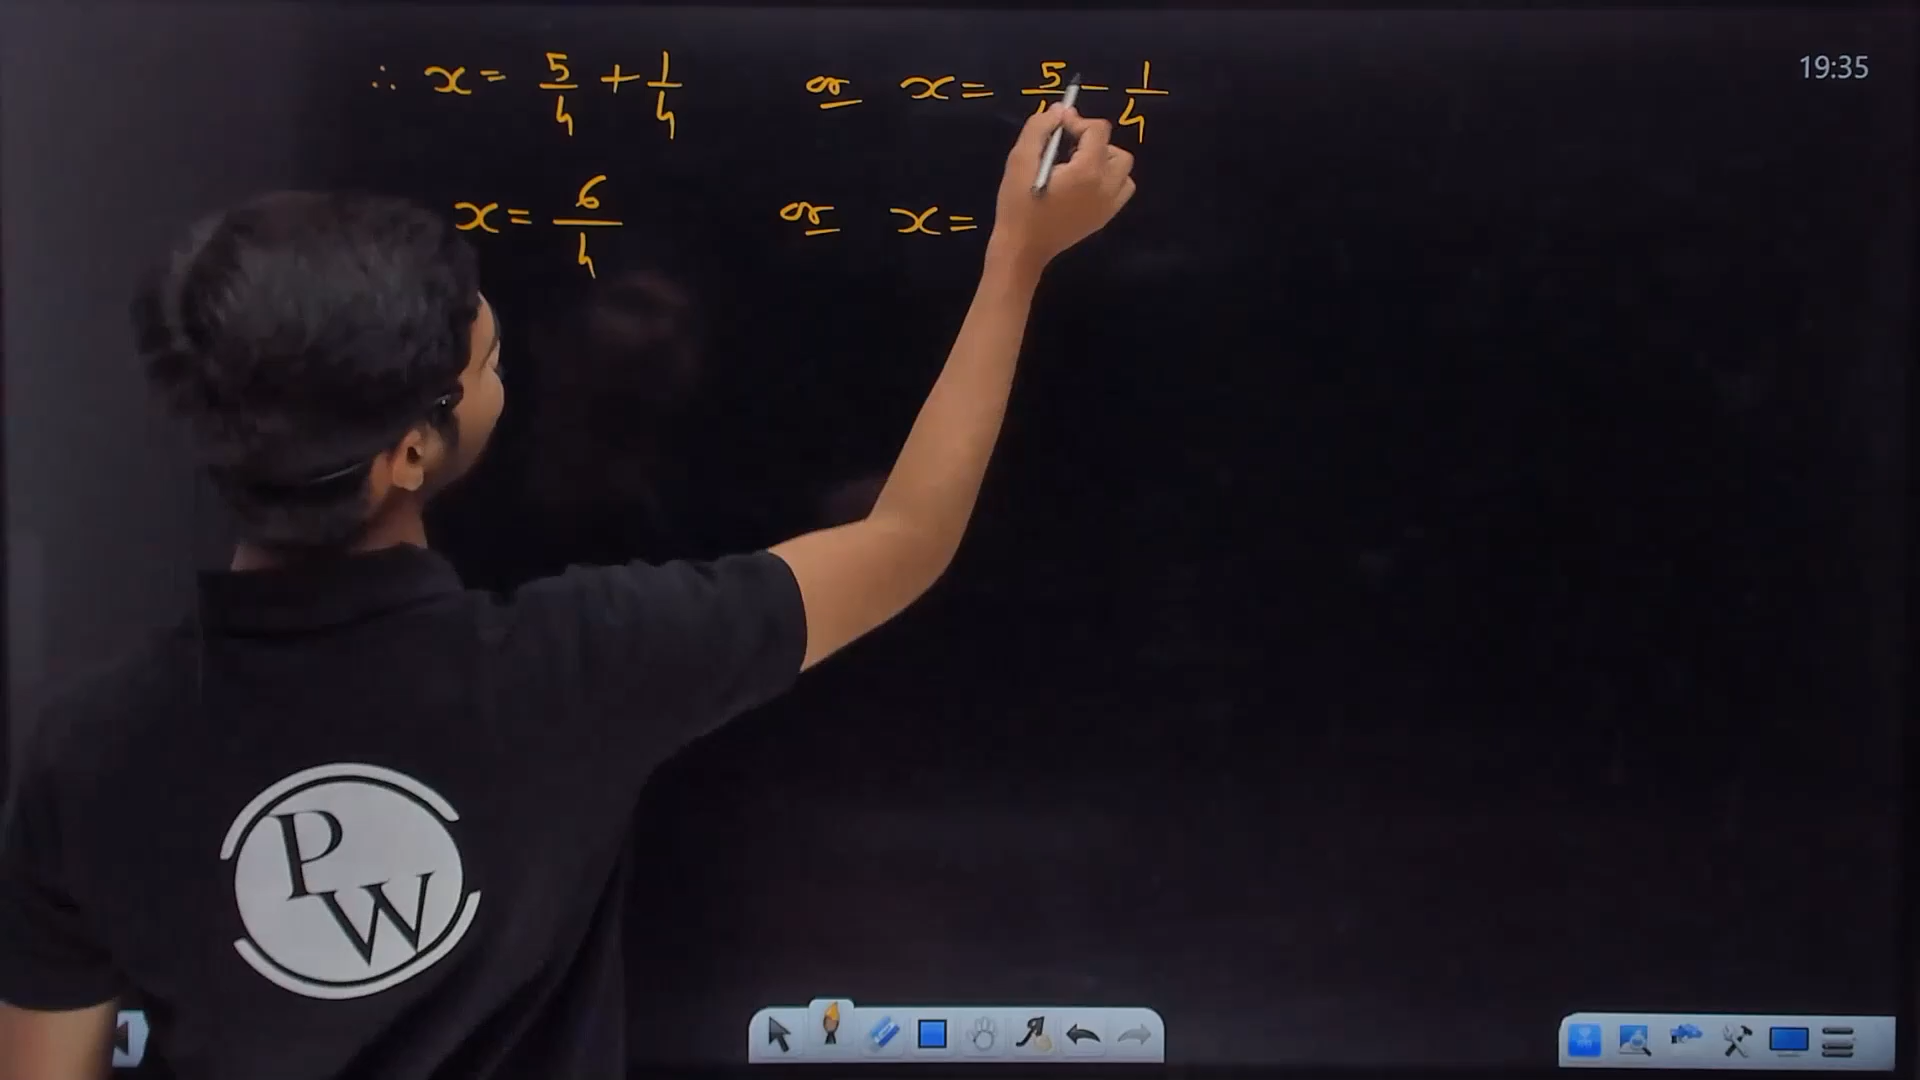 ∴ x = 5/4 + 1/4 or x = 5/4 - 1/4
x = 6/4 or x =
19:35
PW